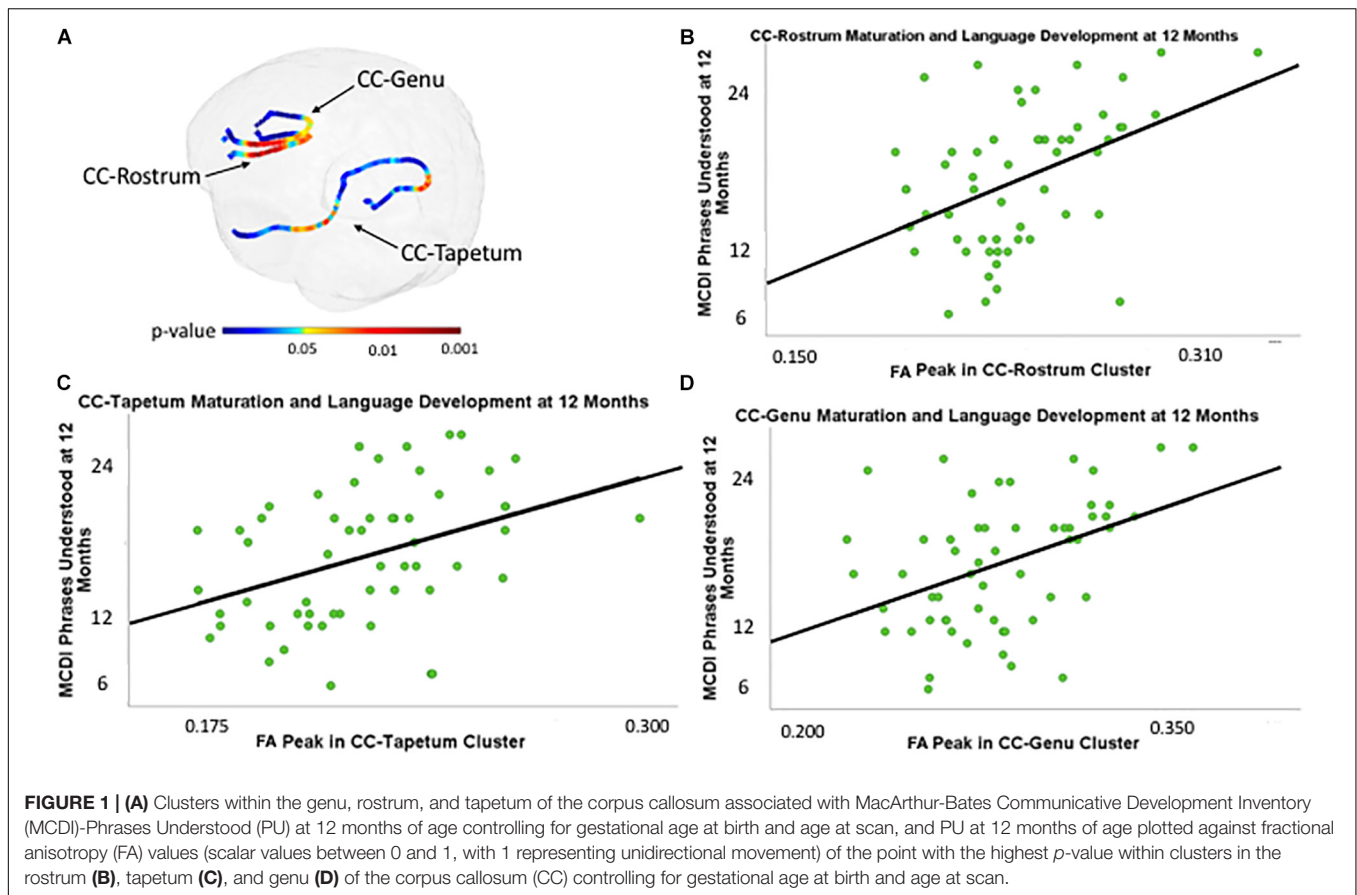 A
CC-Genu
CC-Rostrum
CC-Tapetum
p-value
0.05
0.01
0.001
B
CC-Rostrum Maturation and Language Development at 12 Months
MCDI Phrases Understood at 12
Months
24
12
6
0.150
0.310
FA Peak in CC-Rostrum Cluster
C
CC-Tapetum Maturation and Language Development at 12 Months
MCDI Phrases Understood at 12
Months
24
12
6
0.175
0.300
FA Peak in CC-Tapetum Cluster
D
CC-Genu Maturation and Language Development at 12 Months
MCDI Phrases Understood at 12
Months
24
12
6
0.200
0.350
FA Peak in CC-Genu Cluster
FIGURE 1 | (A) Clusters within the genu, rostrum, and tapetum of the corpus callosum associated with MacArthur-Bates Communicative Development Inventory
(MCDI)-Phrases Understood (PU) at 12 months of age controlling for gestational age at birth and age at scan, and PU at 12 months of age plotted against fractional
anisotropy (FA) values (scalar values between 0 and 1, with 1 representing unidirectional movement) of the point with the highest p-value within clusters in the
rostrum (B), tapetum (C), and genu (D) of the corpus callosum (CC) controlling for gestational age at birth and age at scan.